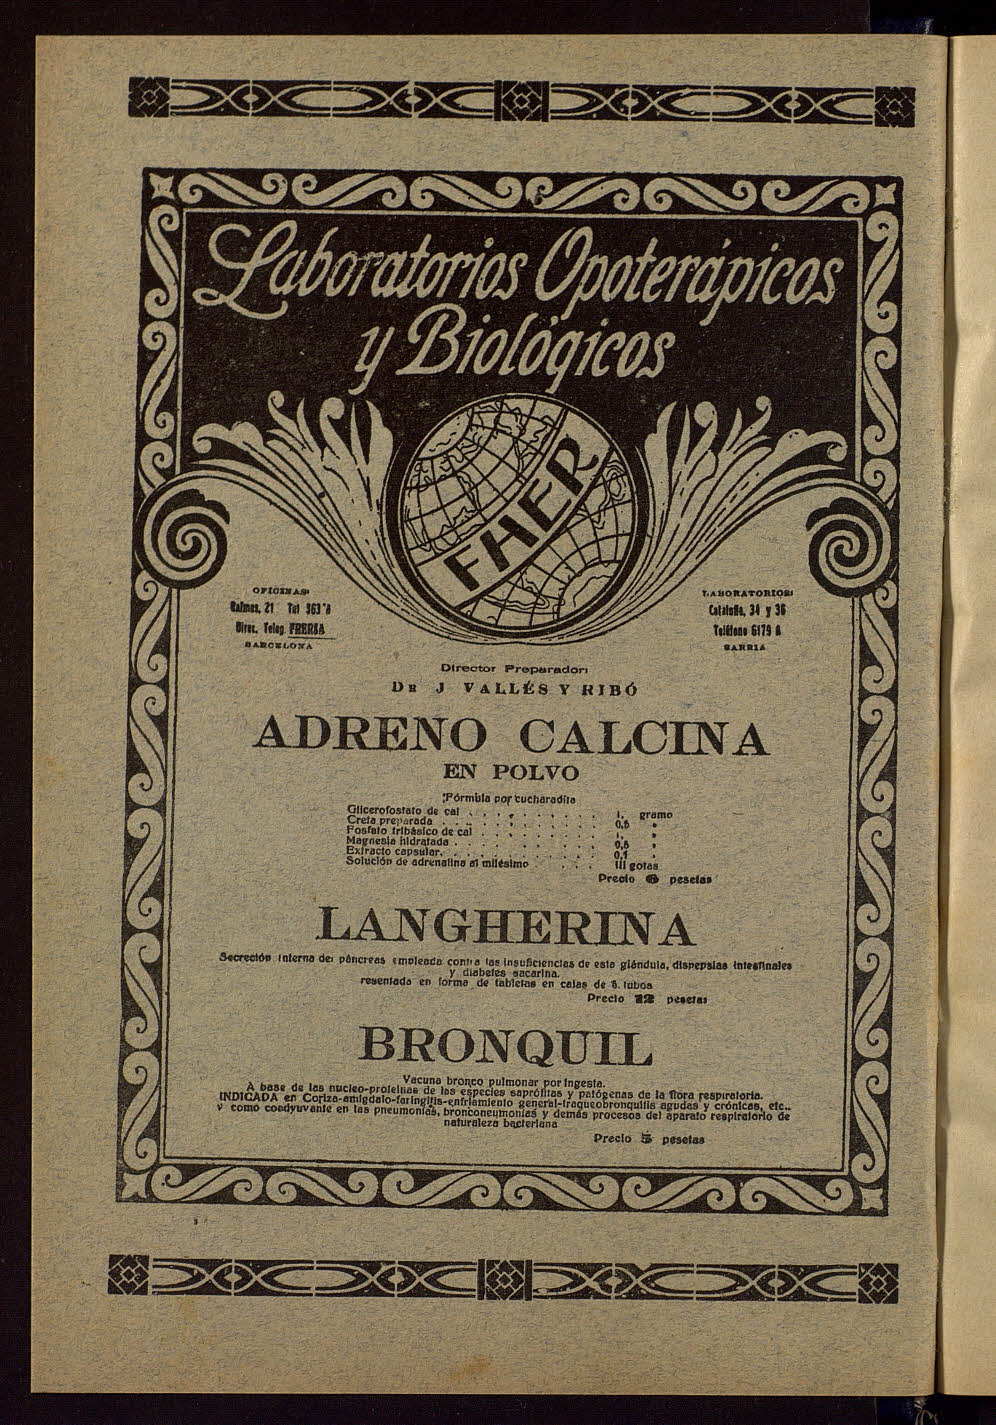 Laboratorios Opoterápicos
y Biológicos
FAER
OFICINAS:
Balmes, 21 Tel 363 A
Direc. Teleg FRERSA
BARCELONA
LABORATORIOS:
Cataluña, 34 y 36
Teléfono 6179 A
SARRIA
Director Preparador:
DR J VALLÉS Y RIBÓ
ADRENO CALCINA
EN POLVO
Fórmula por cucharadita
Glicerofosfato de cal . . . . . . . . . . 1, gramo
Creta preparada . . . . . . . . . . . . 0,5 »
Fosfato tribásico de cal . . . . . . . . . 1, »
Magnesia hidratada . . . . . . . . . . . 0,5 »
Extracto capsular. . . . . . . . . . . . 0,1 »
Solución de adrenalina al milésimo . . . . III gotas
Precio 6 pesetas
LANGHERINA
Secreción interna del páncreas empleada contra las insuficiencias de esta glándula, dispepsias intestinales
y diabetes sacarina.
resentada en forma de tabletas en cajas de 6. tubos
Precio 12 pesetas
BRONQUIL
Vacuna bronco pulmonar por ingesta.
A base de las nucleo-proteinas de las especies saprófitas y patógenas de la flora respiratoria.
INDICADA en Coriza-amigdalo-faringitis-enfriamiento general-traqueobronquitis agudas y crónicas, etc..
y como coadyuvante en las pneumonías, bronconeumonías y demás procesos del aparato respiratorio de
naturaleza bacteriana
Precio 5 pesetas